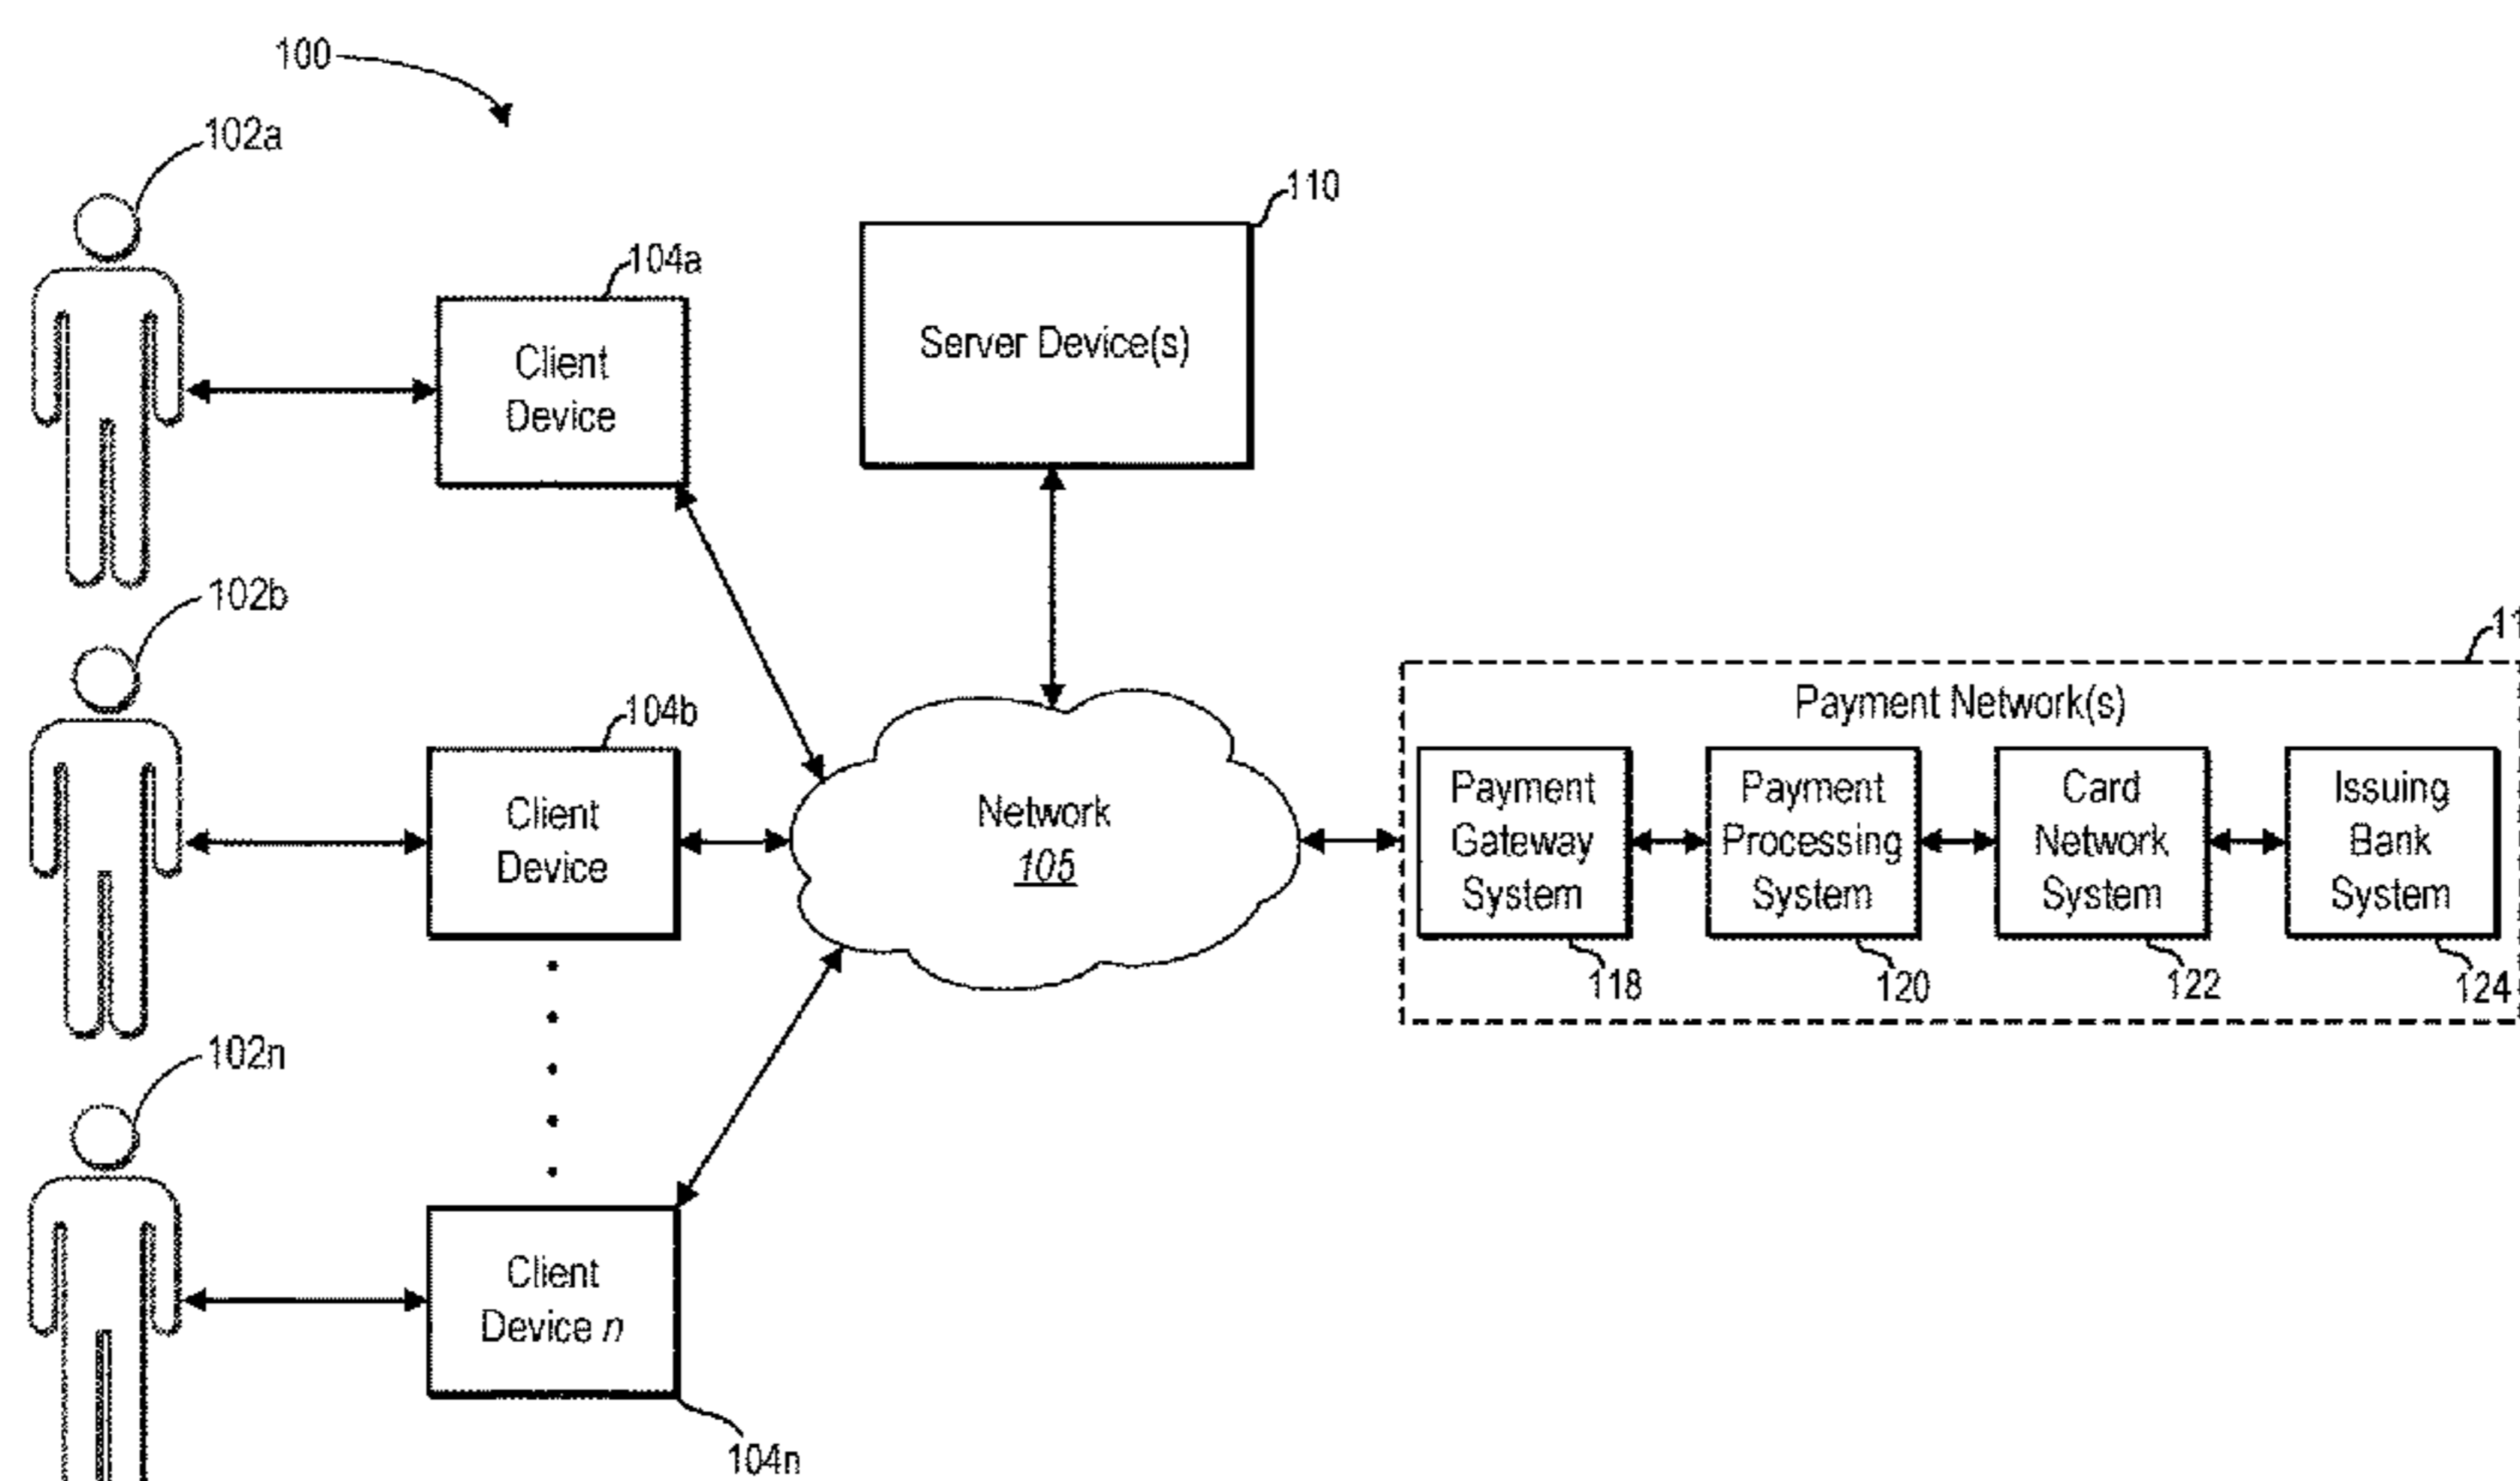 100
102a
110
104a
Server Device(s)
Client
Device
102b
104b
Payment Network(s)
Client
Device
Network
105
Payment
Gateway
System
Payment
Processing
System
Card
Network
System
Issuing
Bank
System
118
120
122
124
102n
Client
Device n
104n